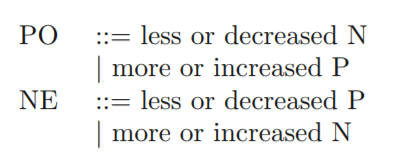 PO ::= less or decreased N
| more or increased P
NE ::= less or decreased P
| more or increased N